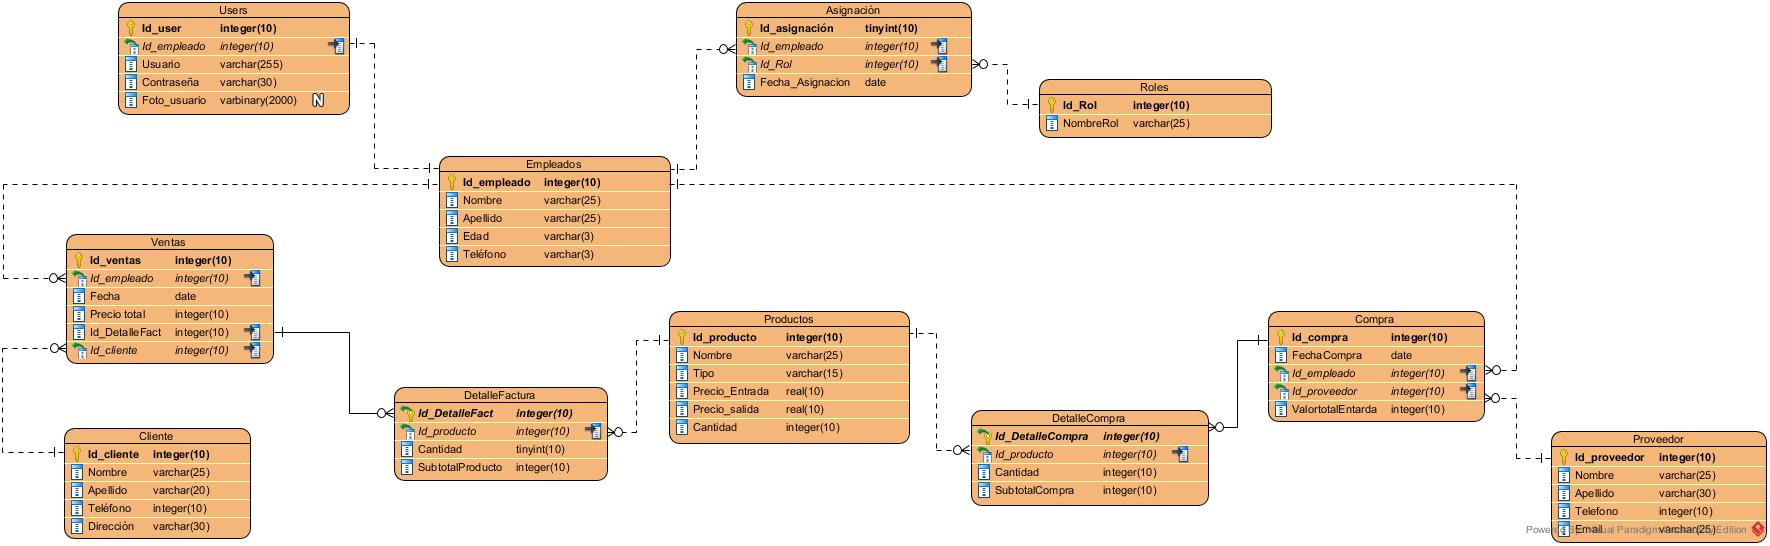 Users
Id_user integer(10)
Id_empleado integer(10)
Usuario varchar(255)
Contraseña varchar(30)
Foto_usuario varbinary(2000) N
Asignación
Id_asignación tinyint(10)
Id_empleado integer(10)
Id_Rol integer(10)
Fecha_Asignacion date
Roles
Id_Rol integer(10)
NombreRol varchar(25)
Empleados
Id_empleado integer(10)
Nombre varchar(25)
Apellido varchar(25)
Edad varchar(3)
Teléfono varchar(3)
Ventas
Id_ventas integer(10)
Id_empleado integer(10)
Fecha date
Precio total integer(10)
Id_DetalleFact integer(10)
Id_cliente integer(10)
Cliente
Id_cliente integer(10)
Nombre varchar(25)
Apellido varchar(20)
Teléfono integer(10)
Dirección varchar(30)
DetalleFactura
Id_DetalleFact integer(10)
Id_producto integer(10)
Cantidad tinyint(10)
SubtotalProducto integer(10)
Productos
Id_producto integer(10)
Nombre varchar(25)
Tipo varchar(15)
Precio_Entrada real(10)
Precio_salida real(10)
Cantidad integer(10)
DetalleCompra
Id_DetalleCompra integer(10)
Id_producto integer(10)
Cantidad integer(10)
SubtotalCompra integer(10)
Compra
Id_compra integer(10)
FechaCompra date
Id_empleado integer(10)
Id_proveedor integer(10)
ValortotalEntarda integer(10)
Proveedor
Id_proveedor integer(10)
Nombre varchar(25)
Apellido varchar(30)
Telefono integer(10)
Email varchar(25)
Paradigm Edition